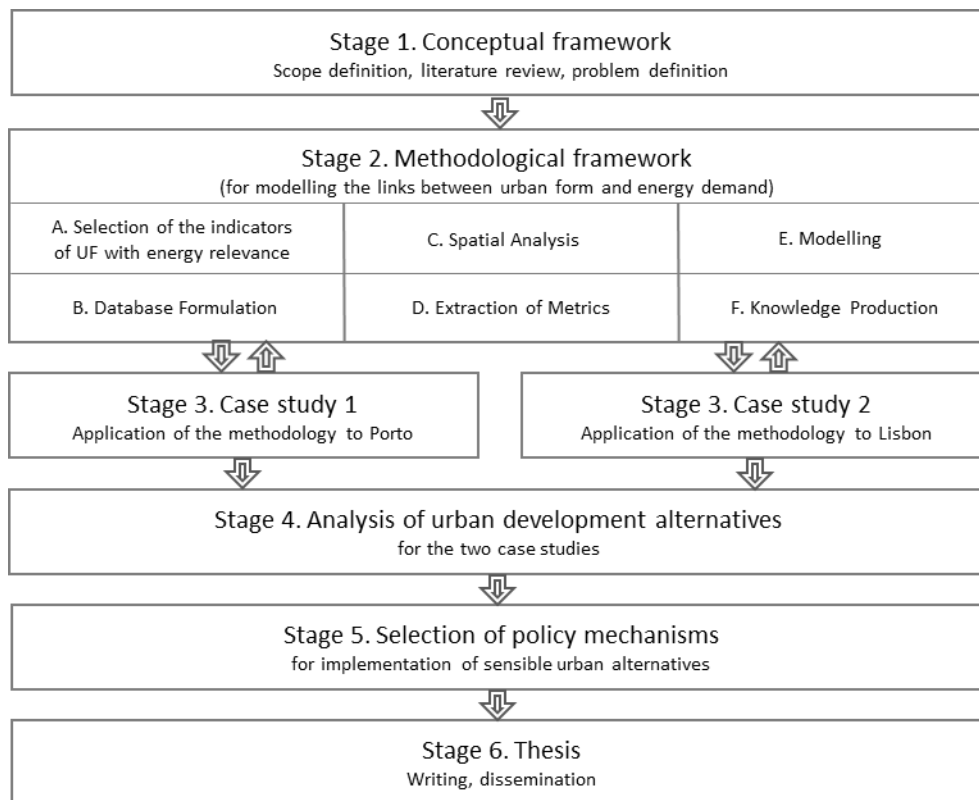 Stage 1. Conceptual framework
Scope definition, literature review, problem definition
Stage 2. Methodological framework
(for modelling the links between urban form and energy demand)
A. Selection of the indicators
of UF with energy relevance
C. Spatial Analysis
E. Modelling
B. Database Formulation
D. Extraction of Metrics
F. Knowledge Production
Stage 3. Case study 1
Application of the methodology to Porto
Stage 3. Case study 2
Application of the methodology to Lisbon
Stage 4. Analysis of urban development alternatives
for the two case studies
Stage 5. Selection of policy mechanisms
for implementation of sensible urban alternatives
Stage 6. Thesis
Writing, dissemination